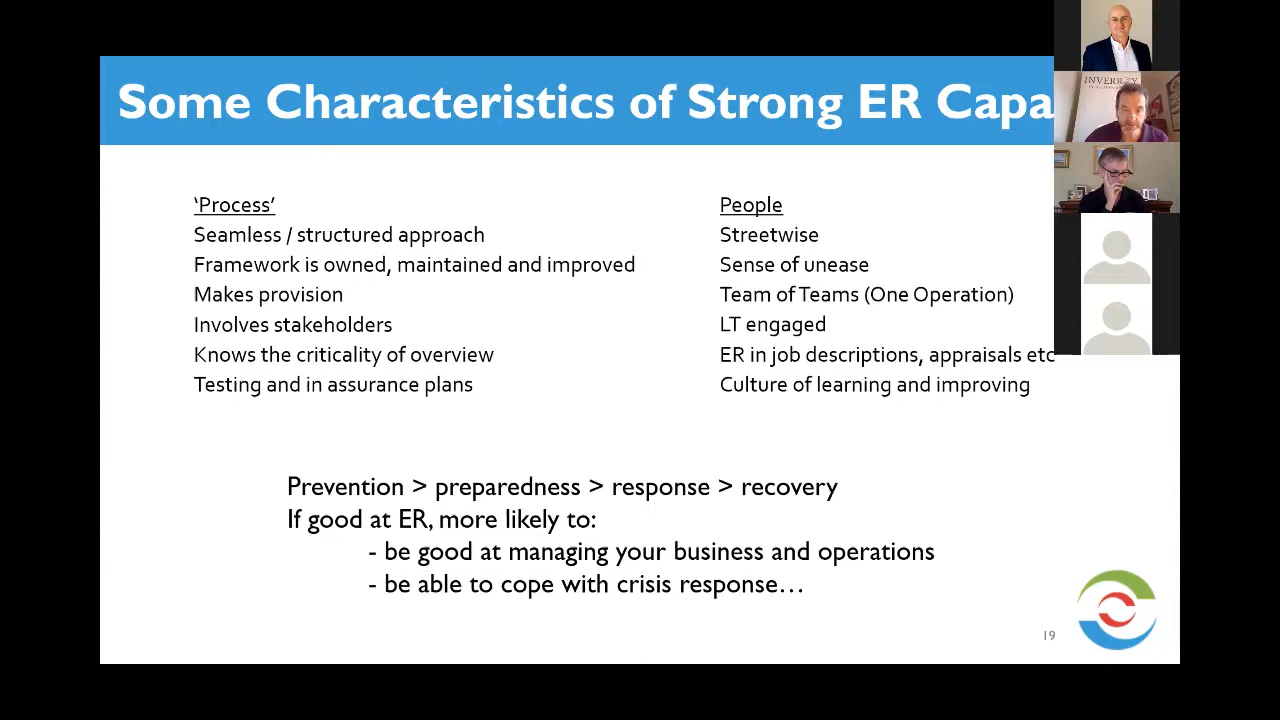 Some Characteristics of Strong ER Capa
INVERR Y
'Process'
Seamless / structured approach
Framework is owned, maintained and improved
Makes provision
Involves stakeholders
Knows the criticality of overview
Testing and in assurance plans
People
Streetwise
Sense of unease
Team of Teams (One Operation)
LT engaged
ER in job descriptions, appraisals etc
Culture of learning and improving
Prevention > preparedness > response > recovery
If good at ER, more likely to:
- be good at managing your business and operations
- be able to cope with crisis response…
19